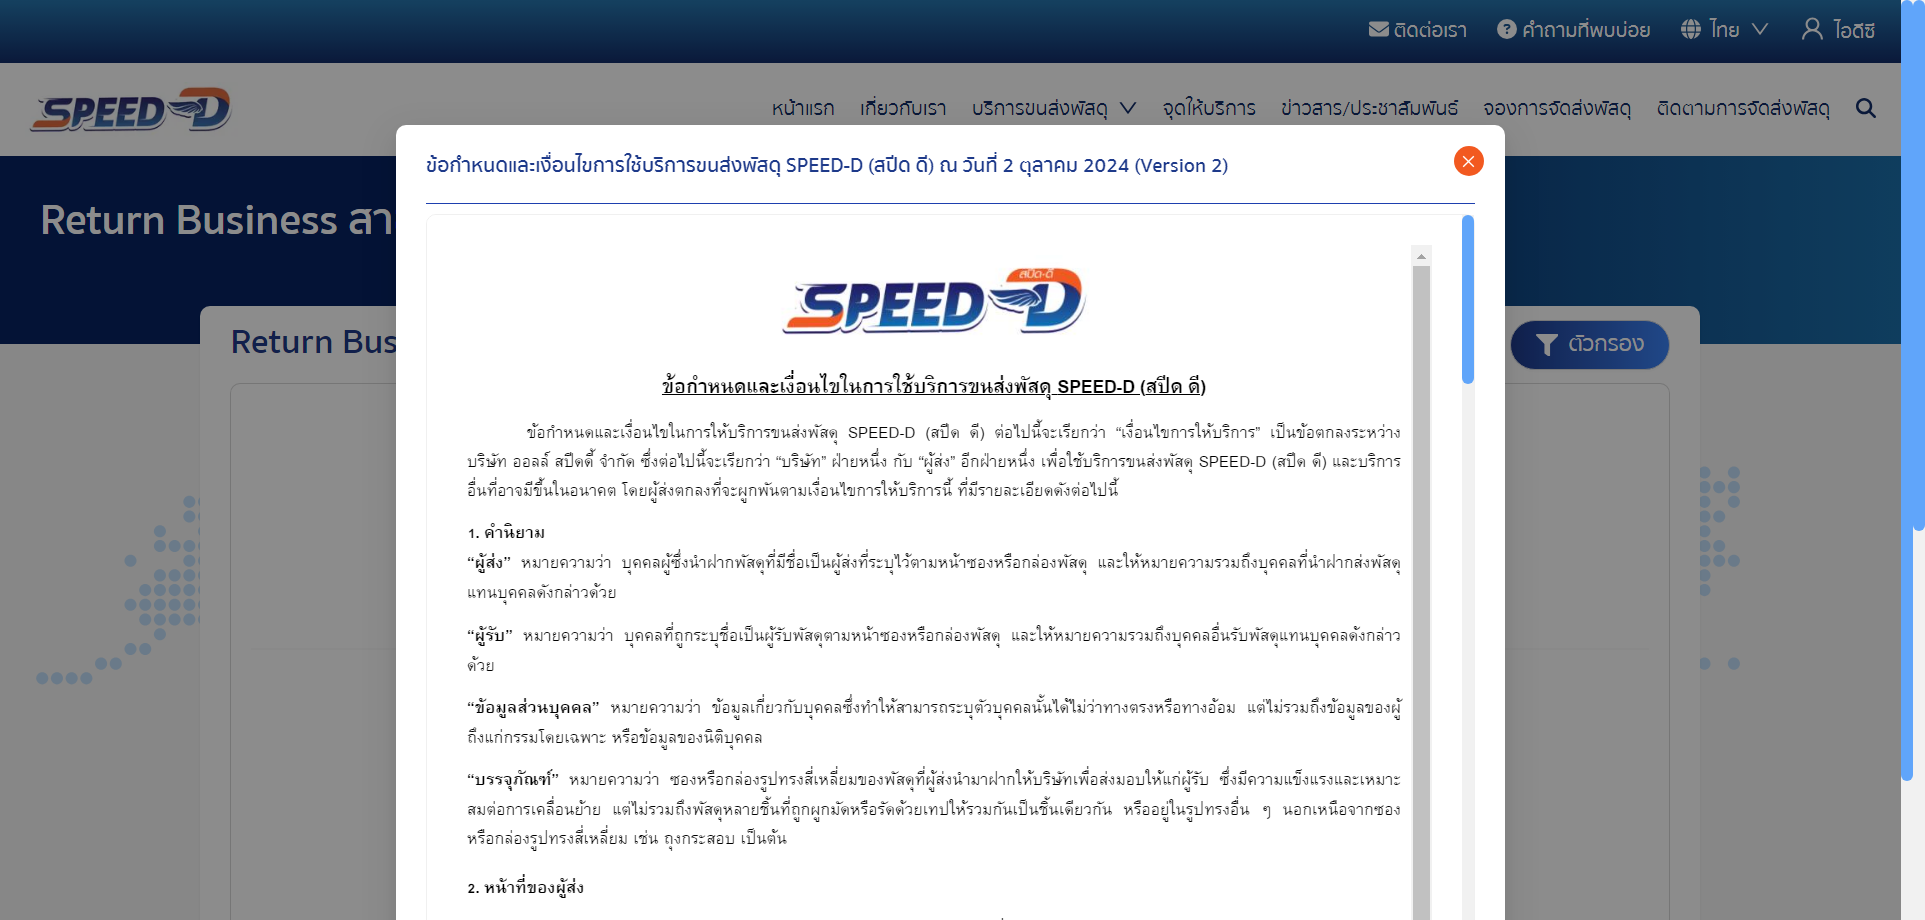 ติดต่อเรา คำถามที่พบบ่อย ไทย ไอดีซี
SPEED-D
หน้าแรก เกี่ยวกับเรา บริการขนส่งพัสดุ จุดให้บริการ ข่าวสาร/ประชาสัมพันธ์ จองการจัดส่งพัสดุ ติดตามการจัดส่งพัสดุ
ข้อกำหนดและเงื่อนไขการใช้บริการขนส่งพัสดุ SPEED-D (สปีด ดี) ณ วันที่ 2 ตุลาคม 2024 (Version 2)
Return Business สา
Return Bus
ตัวกรอง
สปีด-ดี
SPEED-D
ข้อกำหนดและเงื่อนไขในการใช้บริการขนส่งพัสดุ SPEED-D (สปีด ดี)
ข้อกำหนดและเงื่อนไขในการให้บริการขนส่งพัสดุ SPEED-D (สปีด ดี) ต่อไปนี้จะเรียกว่า “เงื่อนไขการให้บริการ” เป็นข้อตกลงระหว่าง
บริษัท ออลล์ สปีดดี้ จำกัด ซึ่งต่อไปนี้จะเรียกว่า “บริษัท” ฝ่ายหนึ่ง กับ “ผู้ส่ง” อีกฝ่ายหนึ่ง เพื่อใช้บริการขนส่งพัสดุ SPEED-D (สปีด ดี) และบริการ
อื่นที่อาจมีขึ้นในอนาคต โดยผู้ส่งตกลงที่จะผูกพันตามเงื่อนไขการให้บริการนี้ ที่มีรายละเอียดดังต่อไปนี้
1. คำนิยาม
“ผู้ส่ง” หมายความว่า บุคคลผู้ซึ่งนำฝากพัสดุที่มีชื่อเป็นผู้ส่งที่ระบุไว้ตามหน้าซองหรือกล่องพัสดุ และให้หมายความรวมถึงบุคคลที่นำฝากส่งพัสดุ
แทนบุคคลดังกล่าวด้วย
“ผู้รับ” หมายความว่า บุคคลที่ถูกระบุชื่อเป็นผู้รับพัสดุตามหน้าซองหรือกล่องพัสดุ และให้หมายความรวมถึงบุคคลอื่นรับพัสดุแทนบุคคลดังกล่าว
ด้วย
“ข้อมูลส่วนบุคคล” หมายความว่า ข้อมูลเกี่ยวกับบุคคลซึ่งทำให้สามารถระบุตัวบุคคลนั้นได้ไม่ว่าทางตรงหรือทางอ้อม แต่ไม่รวมถึงข้อมูลของผู้
ถึงแก่กรรมโดยเฉพาะ หรือข้อมูลของนิติบุคคล
“บรรจุภัณฑ์” หมายความว่า ซองหรือกล่องรูปทรงสี่เหลี่ยมของพัสดุที่ผู้ส่งนำมาฝากให้บริษัทเพื่อส่งมอบให้แก่ผู้รับ ซึ่งมีความแข็งแรงและเหมาะ
สมต่อการเคลื่อนย้าย แต่ไม่รวมถึงพัสดุหลายชิ้นที่ถูกผูกมัดหรือรัดด้วยเทปให้รวมกันเป็นชิ้นเดียวกัน หรืออยู่ในรูปทรงอื่น ๆ นอกเหนือจากซอง
หรือกล่องรูปทรงสี่เหลี่ยม เช่น ถุงกระสอบ เป็นต้น
2. หน้าที่ของผู้ส่ง